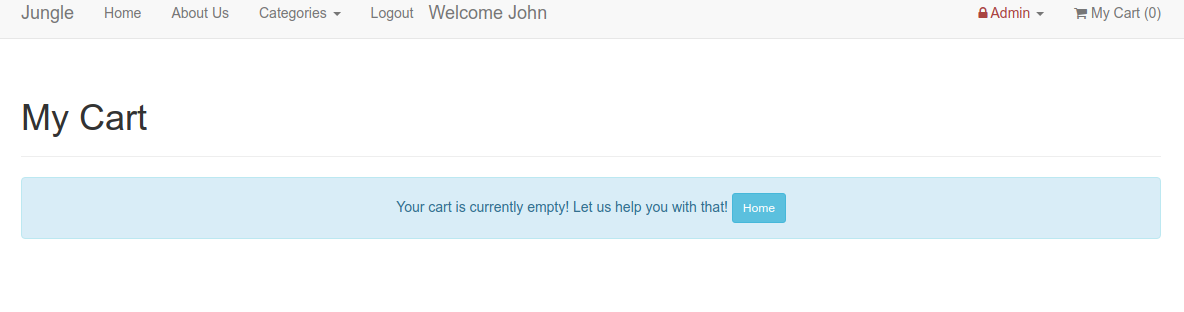 Jungle Home About Us Categories Logout Welcome John Admin My Cart (0)
My Cart
Your cart is currently empty! Let us help you with that! Home